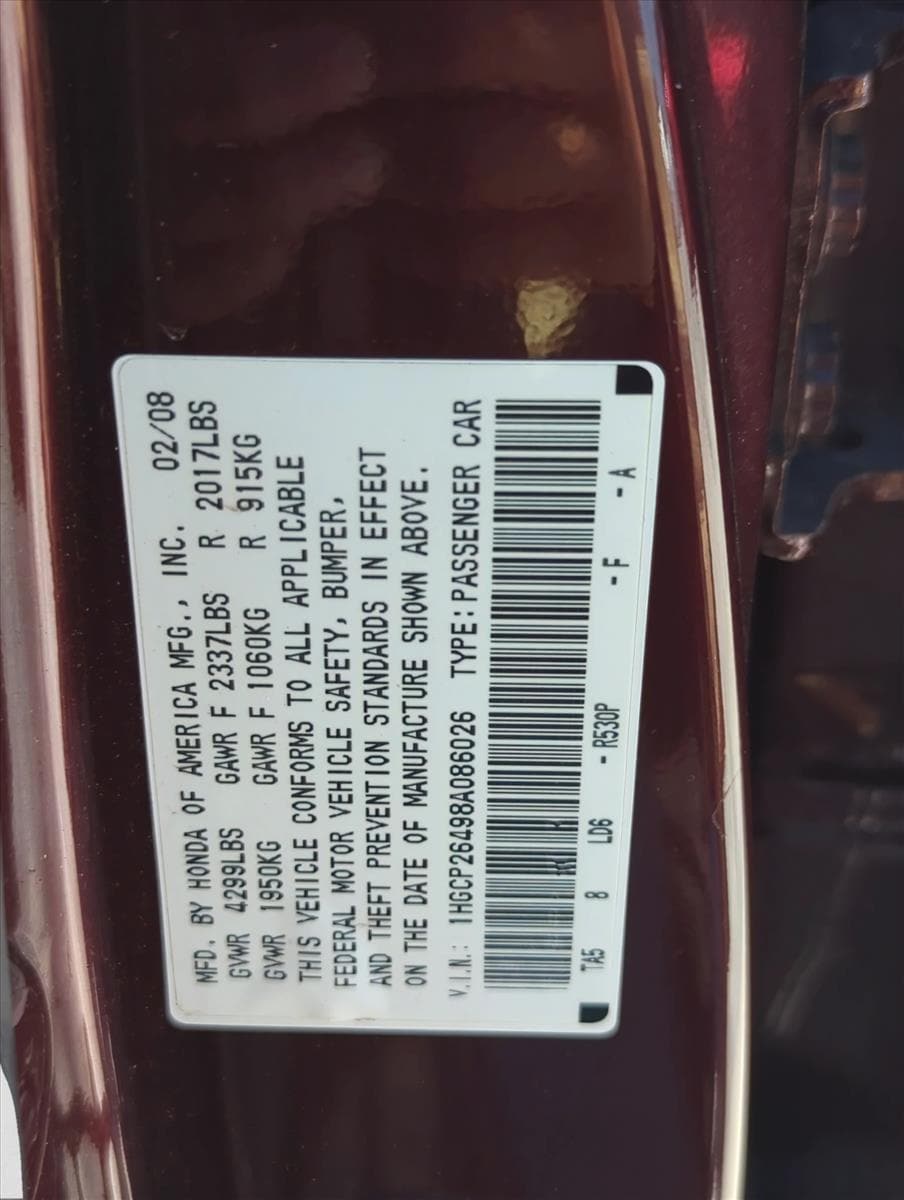 MFD. BY HONDA OF AMERICA MFG., INC. 02/08
GVWR 4299LBS GAWR F 2337LBS R 2017LBS
GVWR 1950KG GAWR F 1060KG R 915KG
THIS VEHICLE CONFORMS TO ALL APPLICABLE
FEDERAL MOTOR VEHICLE SAFETY, BUMPER,
AND THEFT PREVENTION STANDARDS IN EFFECT
ON THE DATE OF MANUFACTURE SHOWN ABOVE.
V.I.N.: 1HGCP26498A086026 TYPE:PASSENGER CAR
TA5 8 LD6 - R530P - F - A